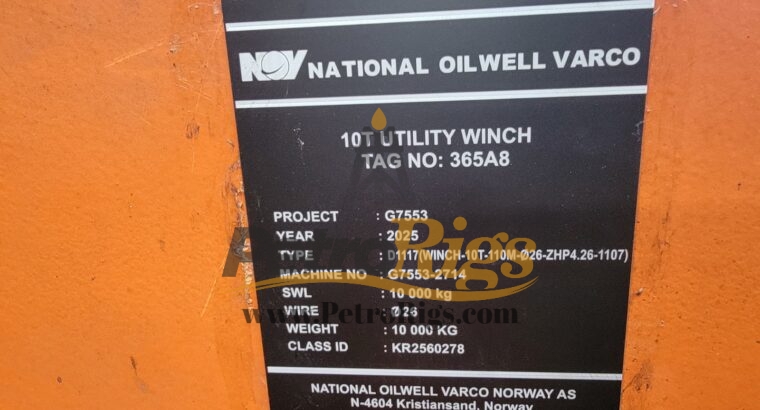 NOV NATIONAL OILWELL VARCO
10T UTILITY WINCH
TAG NO: 365A8
PROJECT : G7553
YEAR : 2025
TYPE : D1117(WINCH-10T-110M-Ø26-ZHP4.26-1107)
MACHINE NO : G7553-2714
SWL : 10 000 kg
WIRE : Ø26
WEIGHT : 10 000 KG
CLASS ID : KR2560278
NATIONAL OILWELL VARCO NORWAY AS
N-4604 Kristiansand, Norway
PetroRigs
www.PetroRigs.com